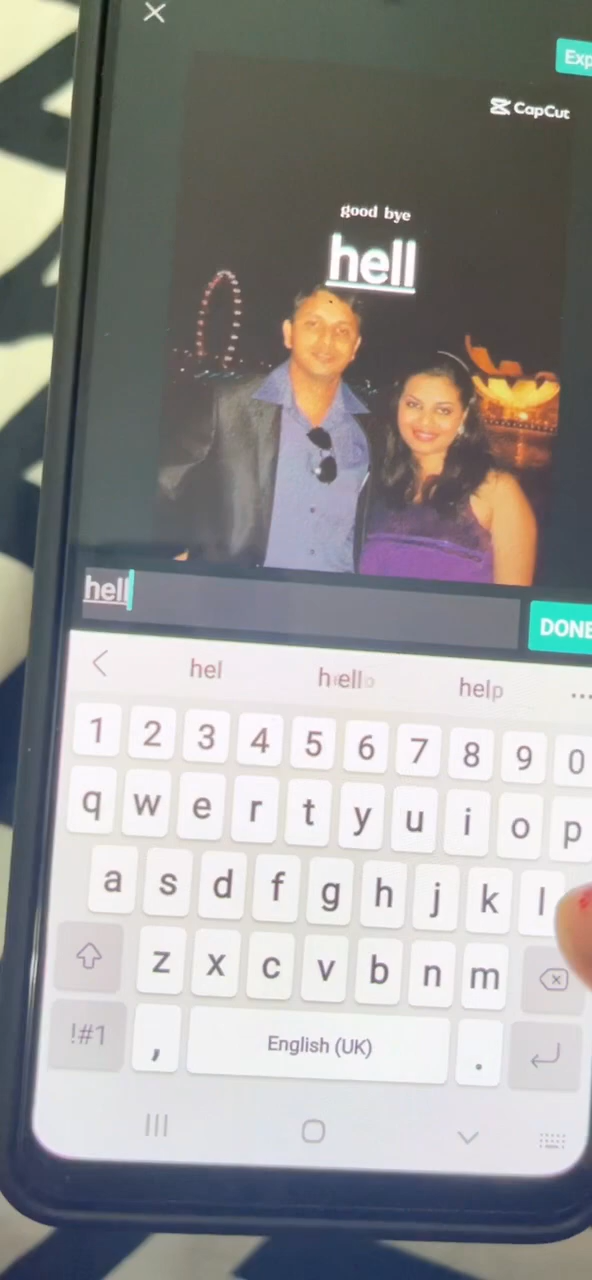 Exp
CapCut
good bye
hell
hell
DONE
hel hello help
1 2 3 4 5 6 7 8 9 0
q w e r t y u i o p
a s d f g h j k l
z x c v b n m
!#1 , English (UK) .